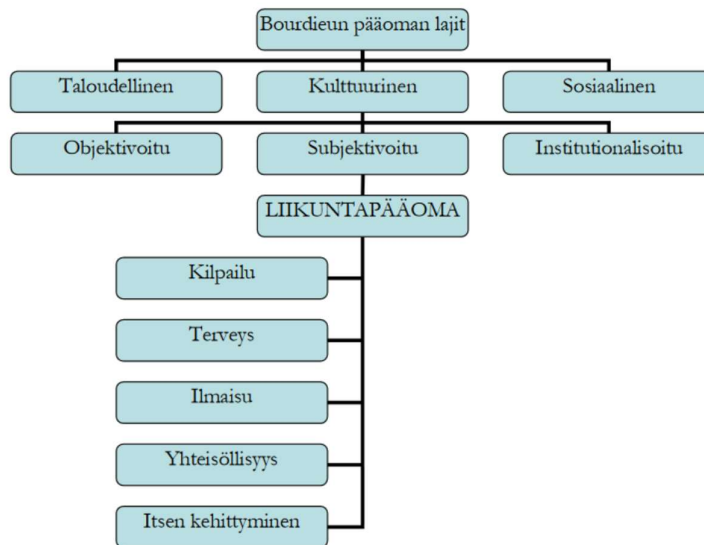 Bourdieun pääoman lajit
Taloudellinen
Kulttuurinen
Sosiaalinen
Objektivoitu
Subjektivoitu
Institutionalisoitu
LIIKUNTAPÄÄOMA
Kilpailu
Terveys
Ilmaisu
Yhteisöllisyys
Itsen kehittyminen